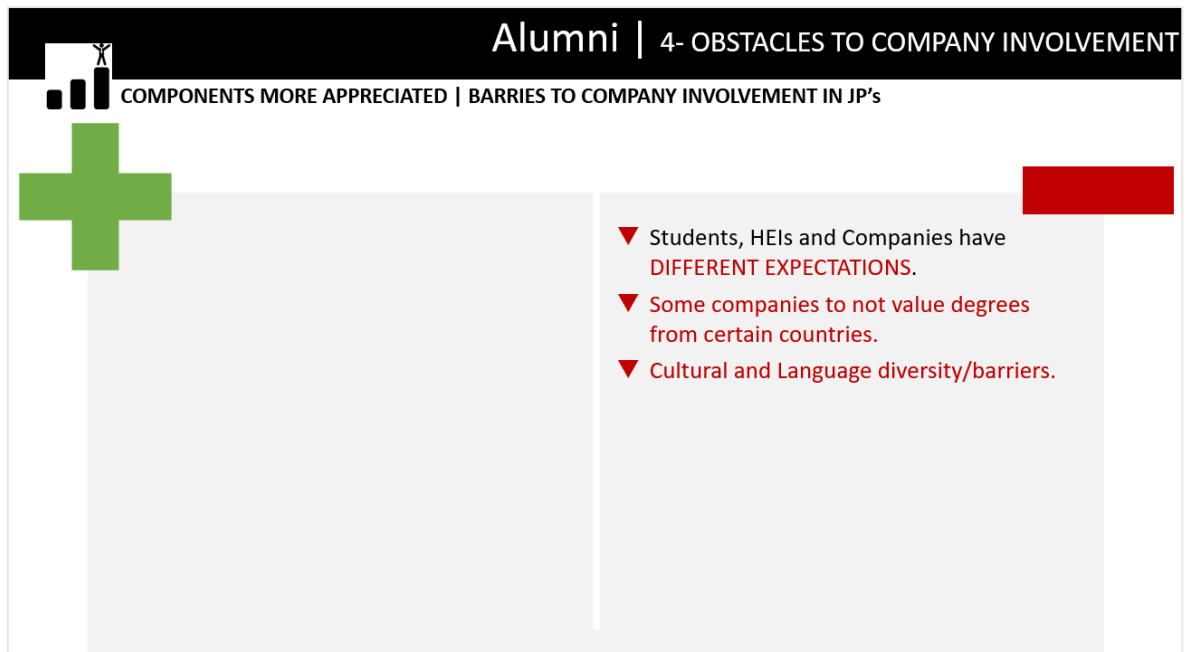 Alumni | 4- OBSTACLES TO COMPANY INVOLVEMENT
COMPONENTS MORE APPRECIATED | BARRIES TO COMPANY INVOLVEMENT IN JP’s
Students, HEIs and Companies have
DIFFERENT EXPECTATIONS.
Some companies to not value degrees
from certain countries.
Cultural and Language diversity/barriers.